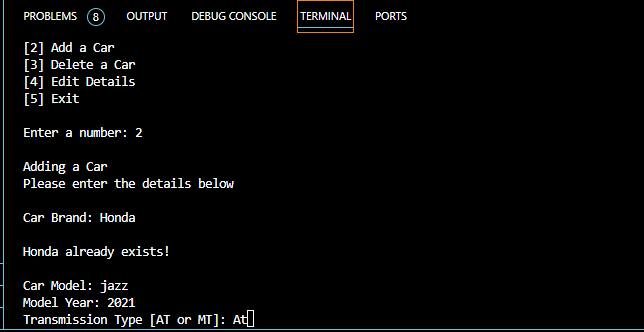 PROBLEMS 8 OUTPUT DEBUG CONSOLE TERMINAL PORTS
[2] Add a Car
[3] Delete a Car
[4] Edit Details
[5] Exit
Enter a number: 2
Adding a Car
Please enter the details below
Car Brand: Honda
Honda already exists!
Car Model: jazz
Model Year: 2021
Transmission Type [AT or MT]: At